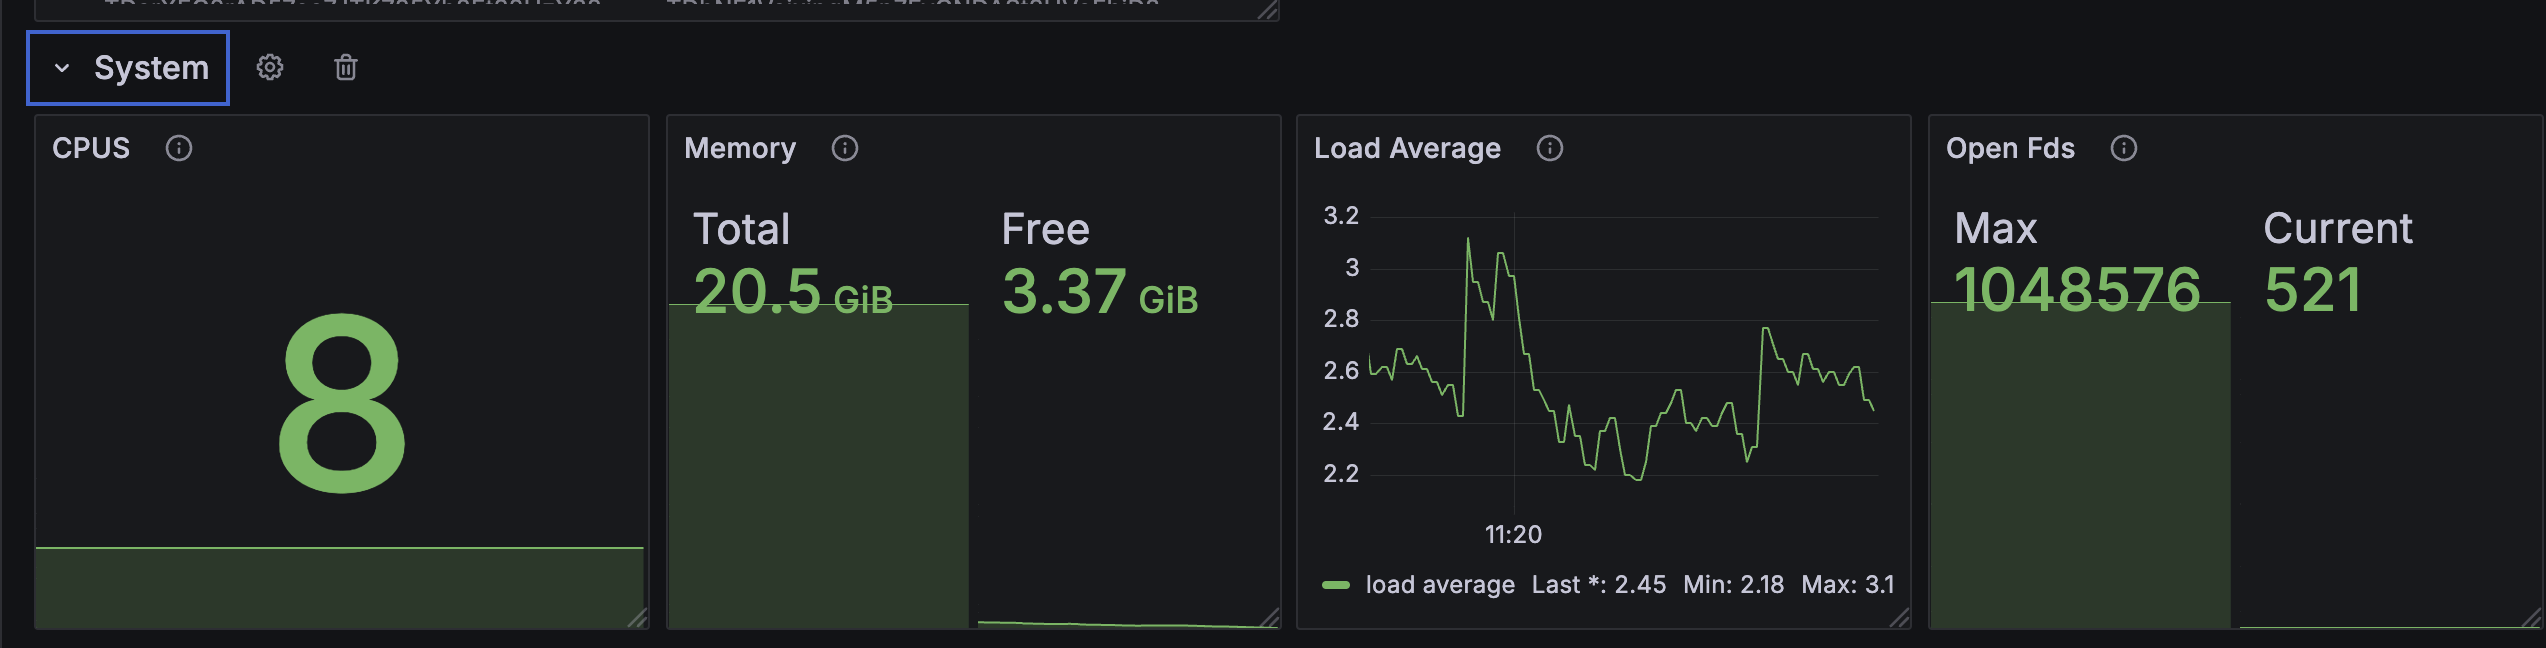 System
CPUS
8
Memory
Total
20.5 GiB
Free
3.37 GiB
Load Average
3.2
3
2.8
2.6
2.4
2.2
11:20
load average Last *: 2.45 Min: 2.18 Max: 3.1
Open Fds
Max
1048576
Current
521